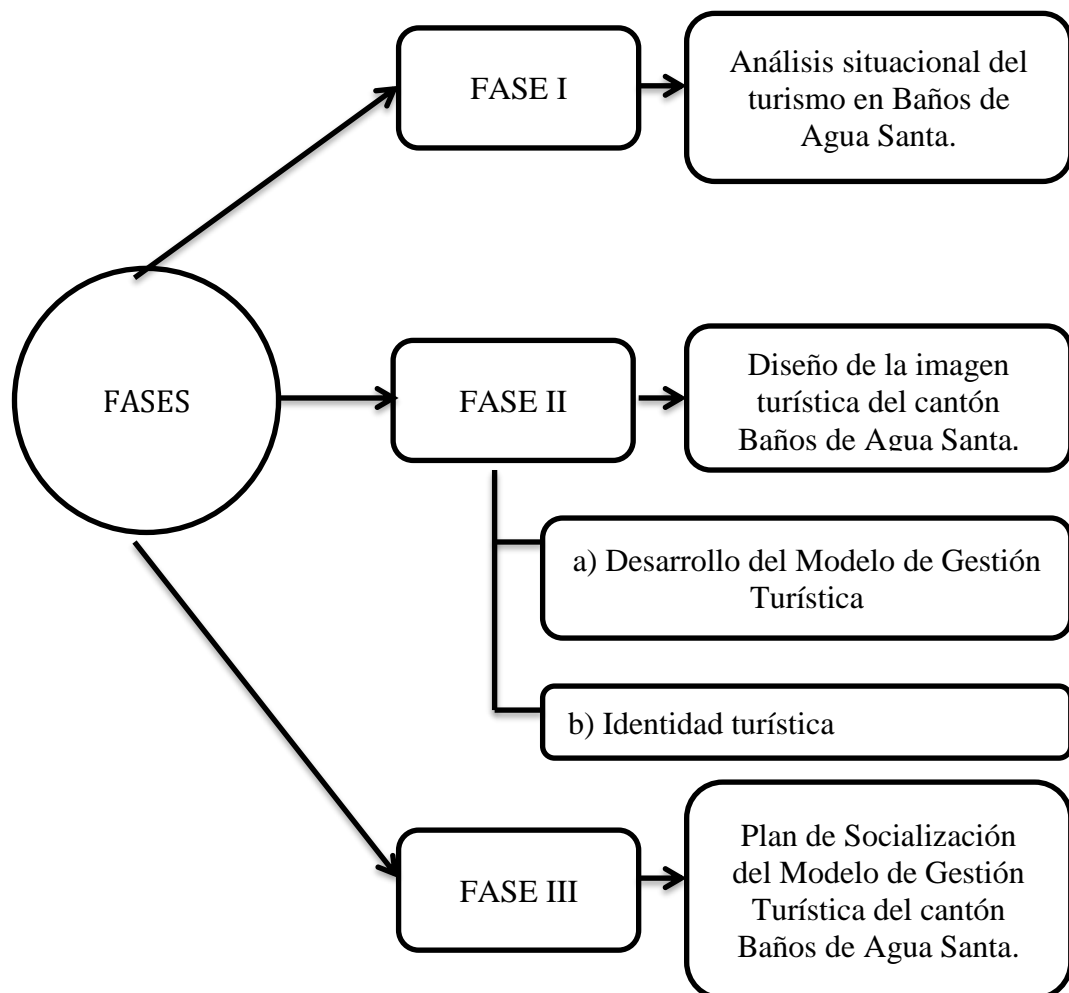 FASE I
Análisis situacional del
turismo en Baños de
Agua Santa.
FASES
FASE II
Diseño de la imagen
turística del cantón
Baños de Agua Santa.
a) Desarrollo del Modelo de Gestión
Turística
b) Identidad turística
FASE III
Plan de Socialización
del Modelo de Gestión
Turística del cantón
Baños de Agua Santa.